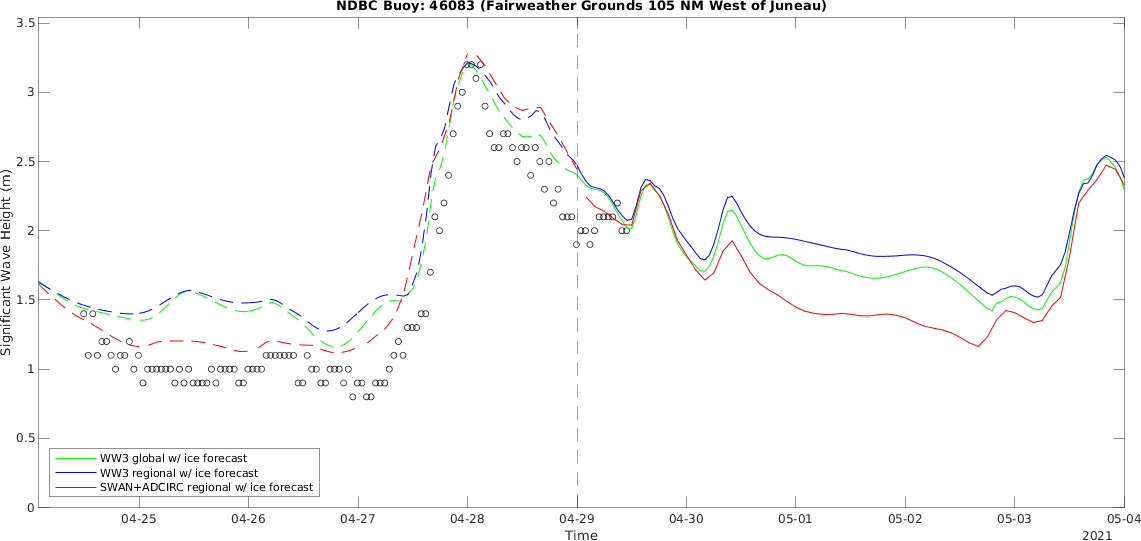 NDBC Buoy: 46083 (Fairweather Grounds 105 NM West of Juneau)
3.5
3
2.5
2
1.5
1
0.5
0
Significant Wave Height (m)
WW3 global w/ ice forecast
WW3 regional w/ ice forecast
SWAN+ADCIRC regional w/ ice forecast
04-25 04-26 04-27 04-28 04-29 04-30 05-01 05-02 05-03 05-04
Time
2021